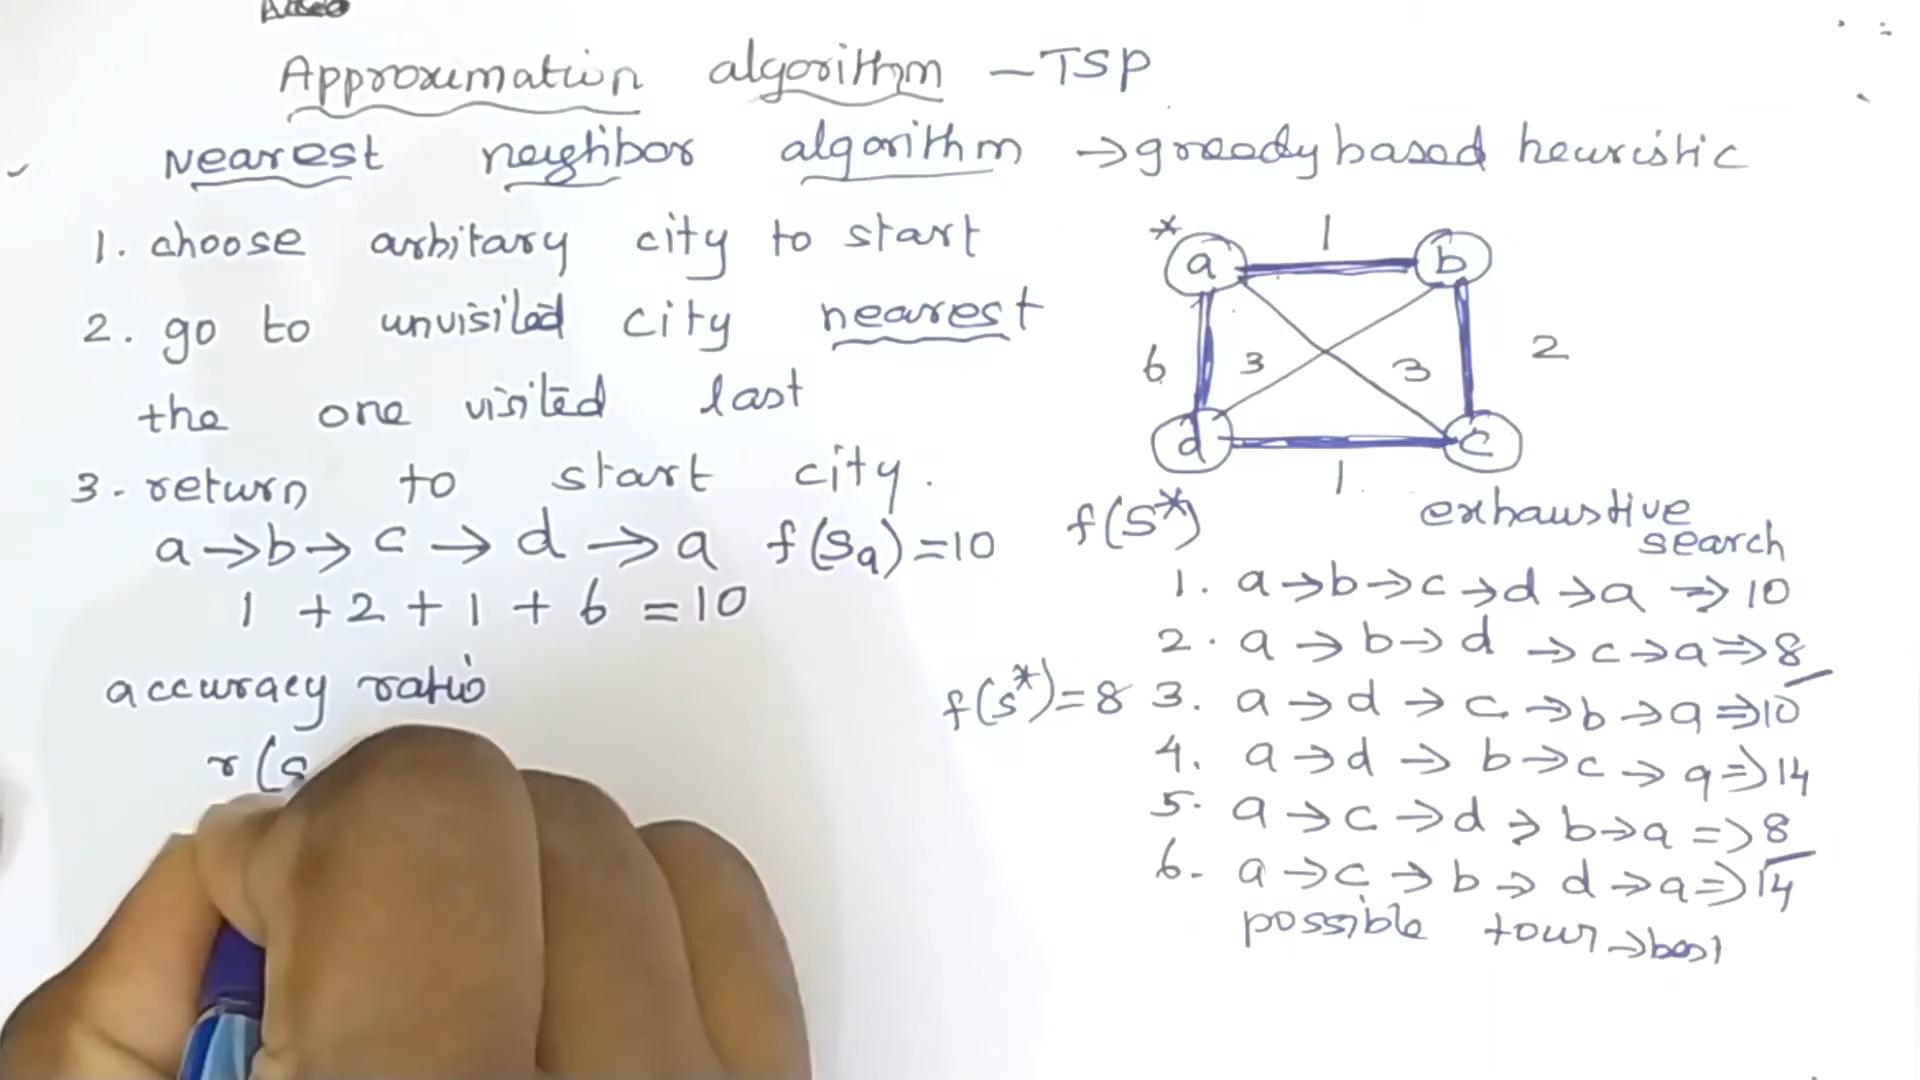 Approximation algorithm - TSP
Nearest neighbor algorithm → greedy based heuristic
1. choose arbitary city to start
2. go to unvisited city nearest
the one visited last
3 - return to start city.
a → b → c → d → a f(sa) = 10
1 + 2 + 1 + 6 = 10
accuracy ratio
r(s
* a 1 b
6 3 3 2
d 1 c
f(S*) exhaustive
search
1. a → b → c → d → a → 10
2. a → b → d → c → a ⇒ 8
f(s*) = 8 3. a → d → c → b → a ⇒ 10
4. a → d → b → c → a ⇒ 14
5. a → c → d → b → a ⇒ 8
6 - a → c → b → d → a ⇒ 14
possible tour → best